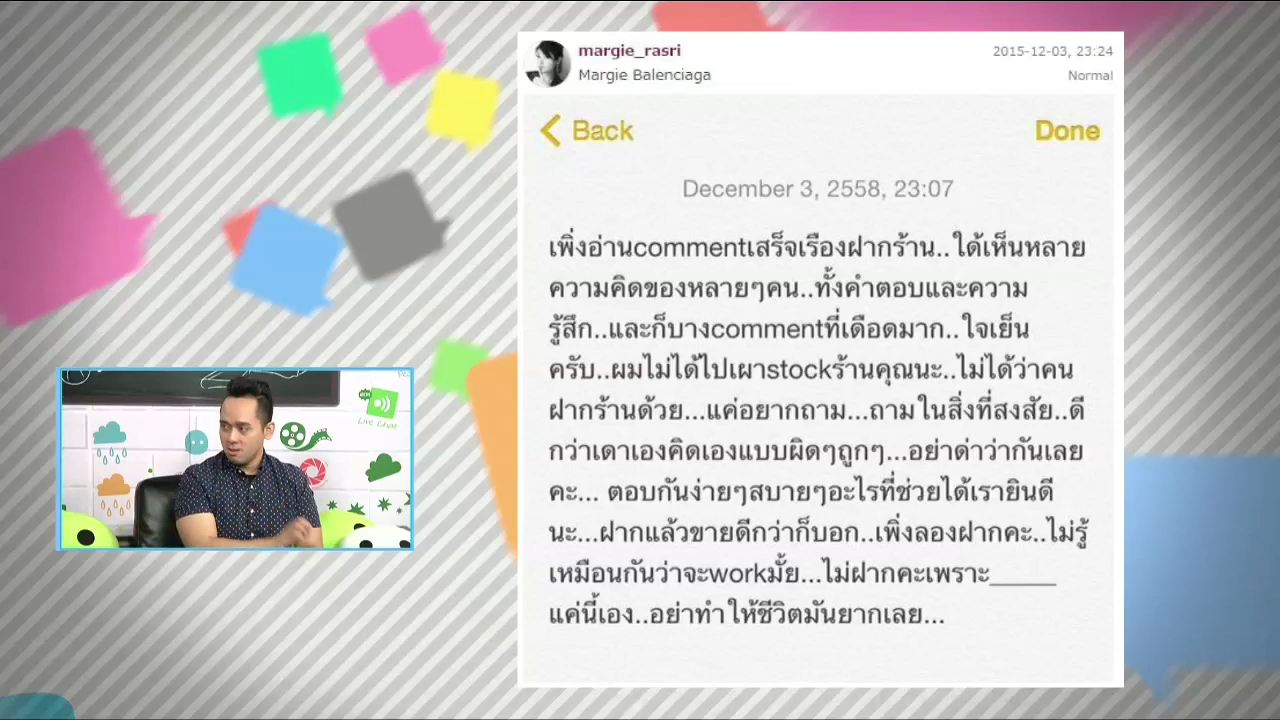 margie_rasri
Margie Balenciaga
2015-12-03, 23:24
Normal
Back
Done
December 3, 2558, 23:07
เพิ่งอ่านcommentเสร็จเรืองฝากร้าน..ได้เห็นหลาย
ความคิดของหลายๆคน..ทั้งคำตอบและความ
รู้สึก..และก็บางcommentที่เดือดมาก..ใจเย็น
ครับ..ผมไม่ได้ไปเผาstockร้านคุณนะ..ไม่ได้ว่าคน
ฝากร้านด้วย...แค่อยากถาม...ถามในสิ่งที่สงสัย..ดี
กว่าเดาเองคิดเองแบบผิดๆถูกๆ...อย่าด่าว่ากันเลย
คะ... ตอบกันง่ายๆสบายๆอะไรที่ช่วยได้เรายินดี
นะ...ฝากแล้วขายดีกว่าก็บอก..เพิ่งลองฝากคะ..ไม่รู้
เหมือนกันว่าจะworkมั้ย...ไม่ฝากคะเพราะ_____
แค่นี้เอง..อย่าทำให้ชีวิตมันยากเลย...
Live Chat